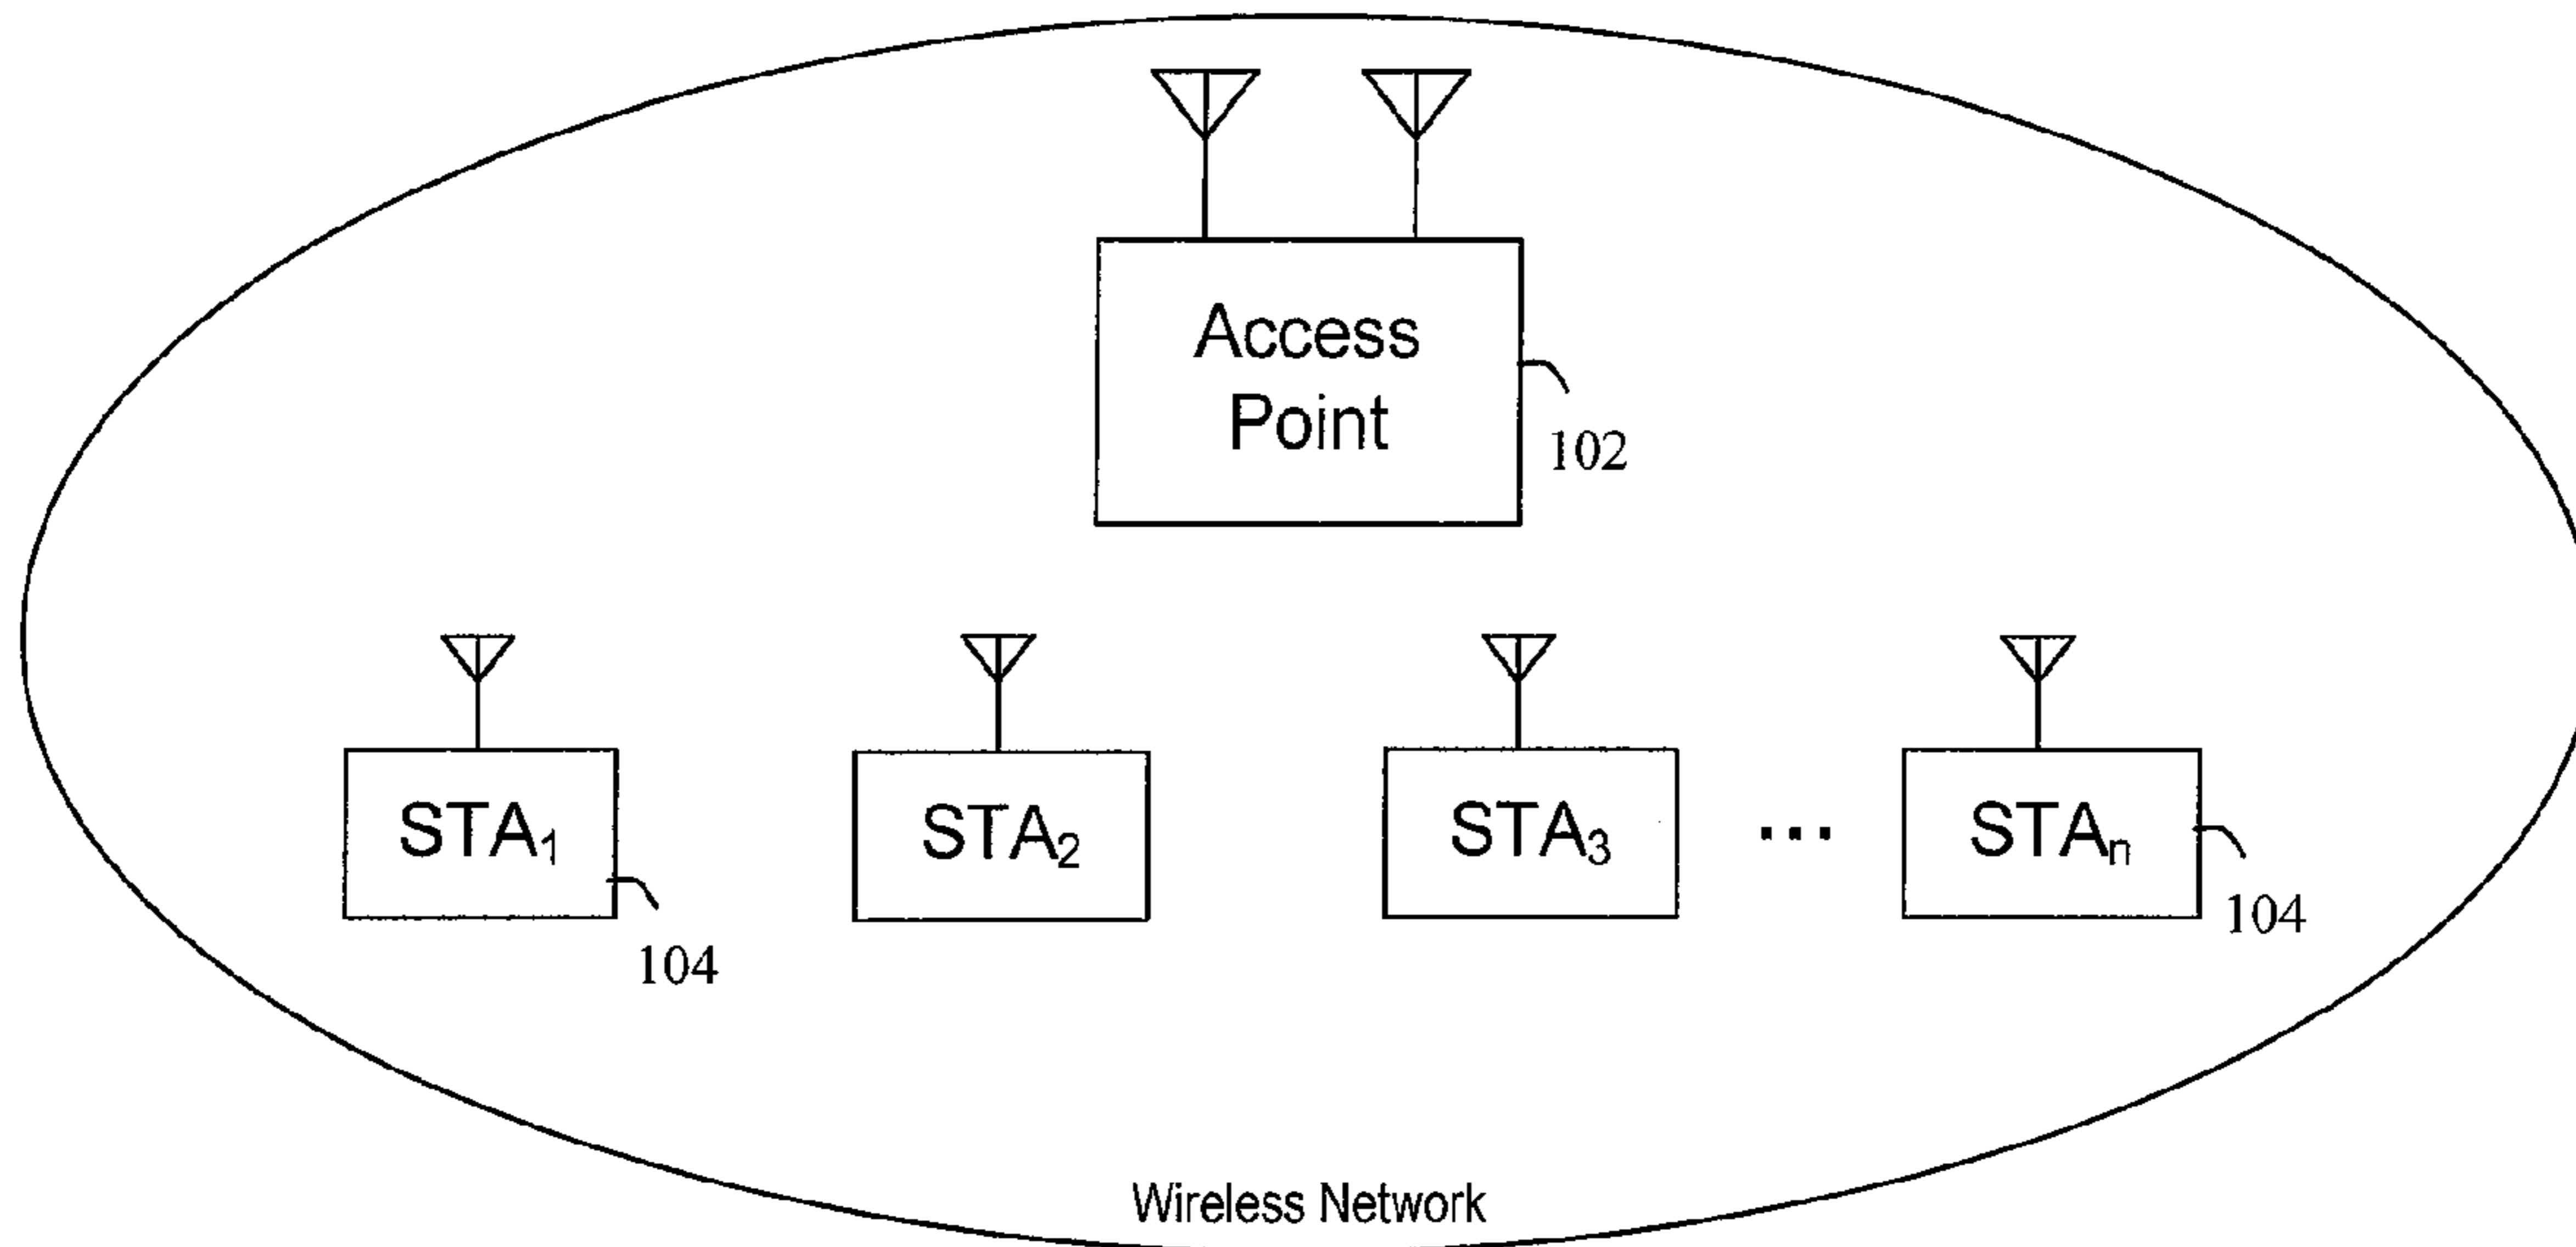 Access
Point
102
STA₁
STA₂
STA₃
...
STAₙ
104
104
Wireless Network